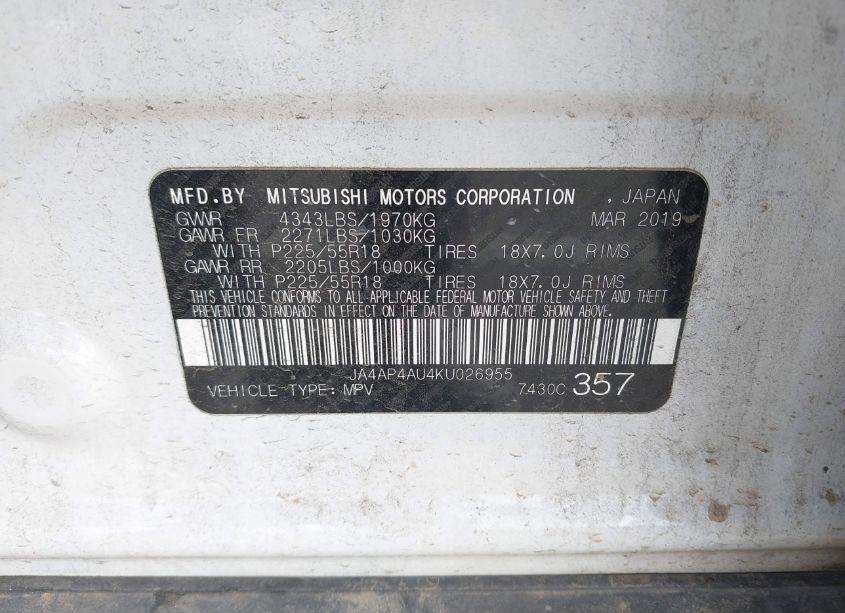 MFD.BY MITSUBISHI MOTORS CORPORATION , JAPAN
GWWR 4343LBS/1970KG MAR 2019
GAWR FR 2271LBS/1030KG
WITH P225/55R18 TIRES 18X7.0J RIMS
GAWR RR 2205LBS/1000KG
WITH P225/55R18 TIRES 18X7.0J RIMS
THIS VEHICLE CONFORMS TO ALL APPLICABLE FEDERAL MOTOR VEHICLE SAFETY AND THEFT
PREVENTION STANDARDS IN EFFECT ON THE DATE OF MANUFACTURE SHOWN ABOVE.
JA4AP4AU4KU026955
VEHICLE TYPE: MPV 7430C 357